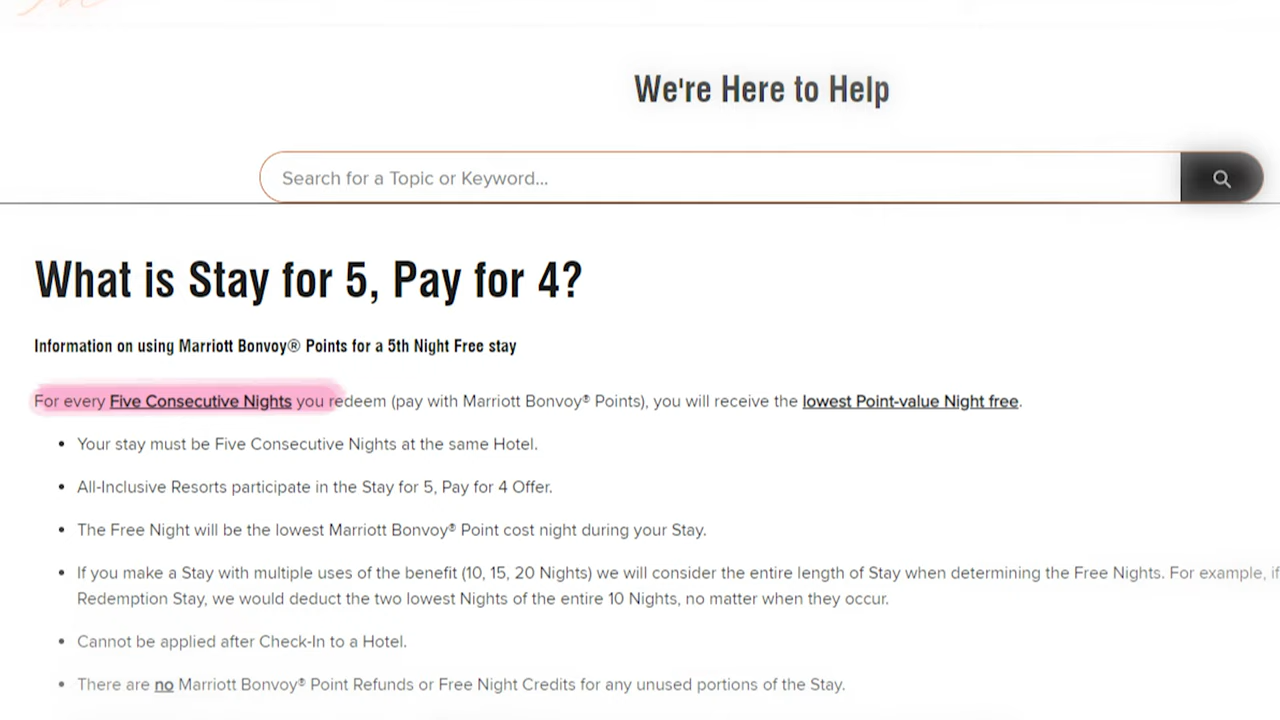 We're Here to Help
Search for a Topic or Keyword...
What is Stay for 5, Pay for 4?
Information on using Marriott Bonvoy® Points for a 5th Night Free stay
For every Five Consecutive Nights you redeem (pay with Marriott Bonvoy® Points), you will receive the lowest Point-value Night free.
• Your stay must be Five Consecutive Nights at the same Hotel.
• All-Inclusive Resorts participate in the Stay for 5, Pay for 4 Offer.
• The Free Night will be the lowest Marriott Bonvoy® Point cost night during your Stay.
• If you make a Stay with multiple uses of the benefit (10, 15, 20 Nights) we will consider the entire length of Stay when determining the Free Nights. For example, if
Redemption Stay, we would deduct the two lowest Nights of the entire 10 Nights, no matter when they occur.
• Cannot be applied after Check-In to a Hotel.
• There are no Marriott Bonvoy® Point Refunds or Free Night Credits for any unused portions of the Stay.